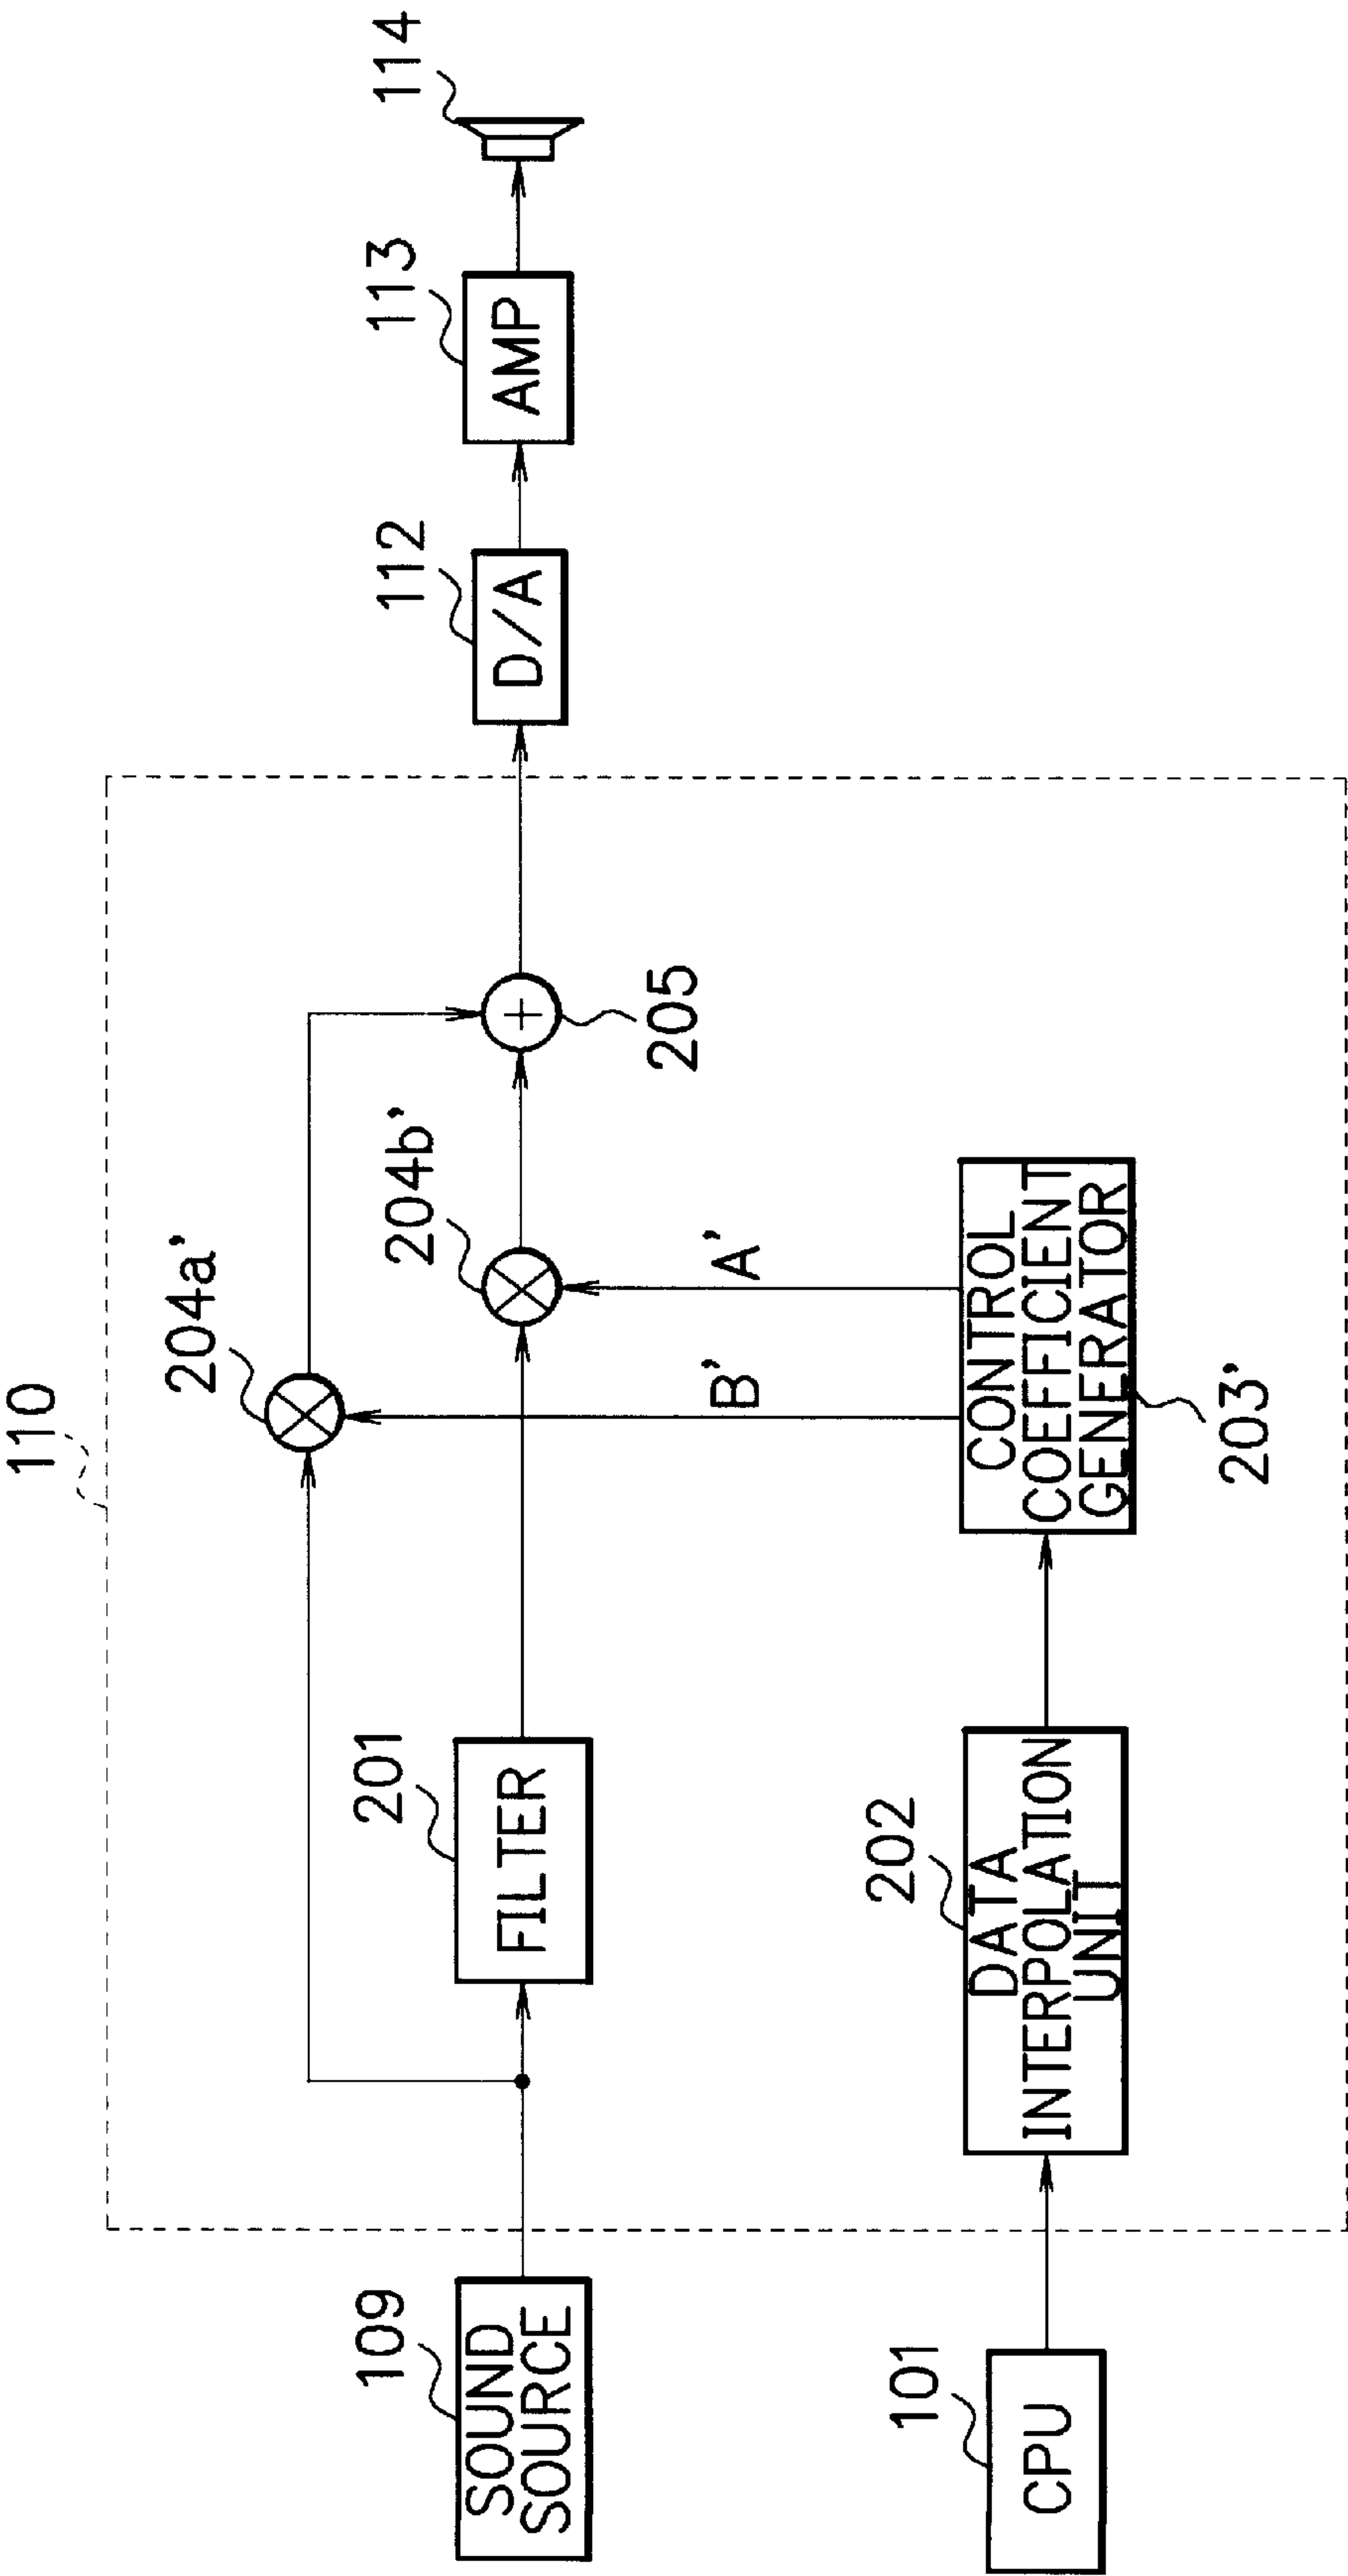 110
204a'
204b'
205
109
SOUND
SOURCE
201
FILTER
B'
A'
112
D/A
113
AMP
114
101
CPU
202
DATA
INTERPOLATION
UNIT
CONTROL
COEFFICIENT
GENERATOR
203'